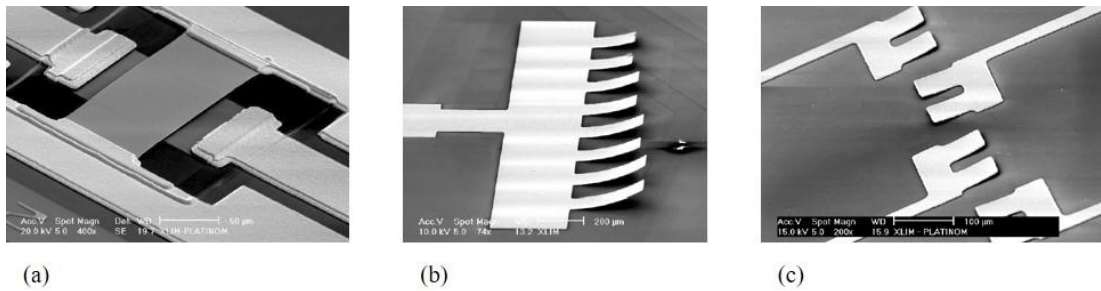 Acc.V Spot Magn Det WD 50 µm
20.0 kV 5.0 400x SE 19.7 XLIM-PLATINOM
Acc.V Spot Magn 200 µm
10.0 kV 5.0 74x 13.2 XLIM
Acc.V Spot Magn WD 100 µm
15.0 kV 5.0 200x 15.9 XLIM - PLATINOM
(a)
(b)
(c)